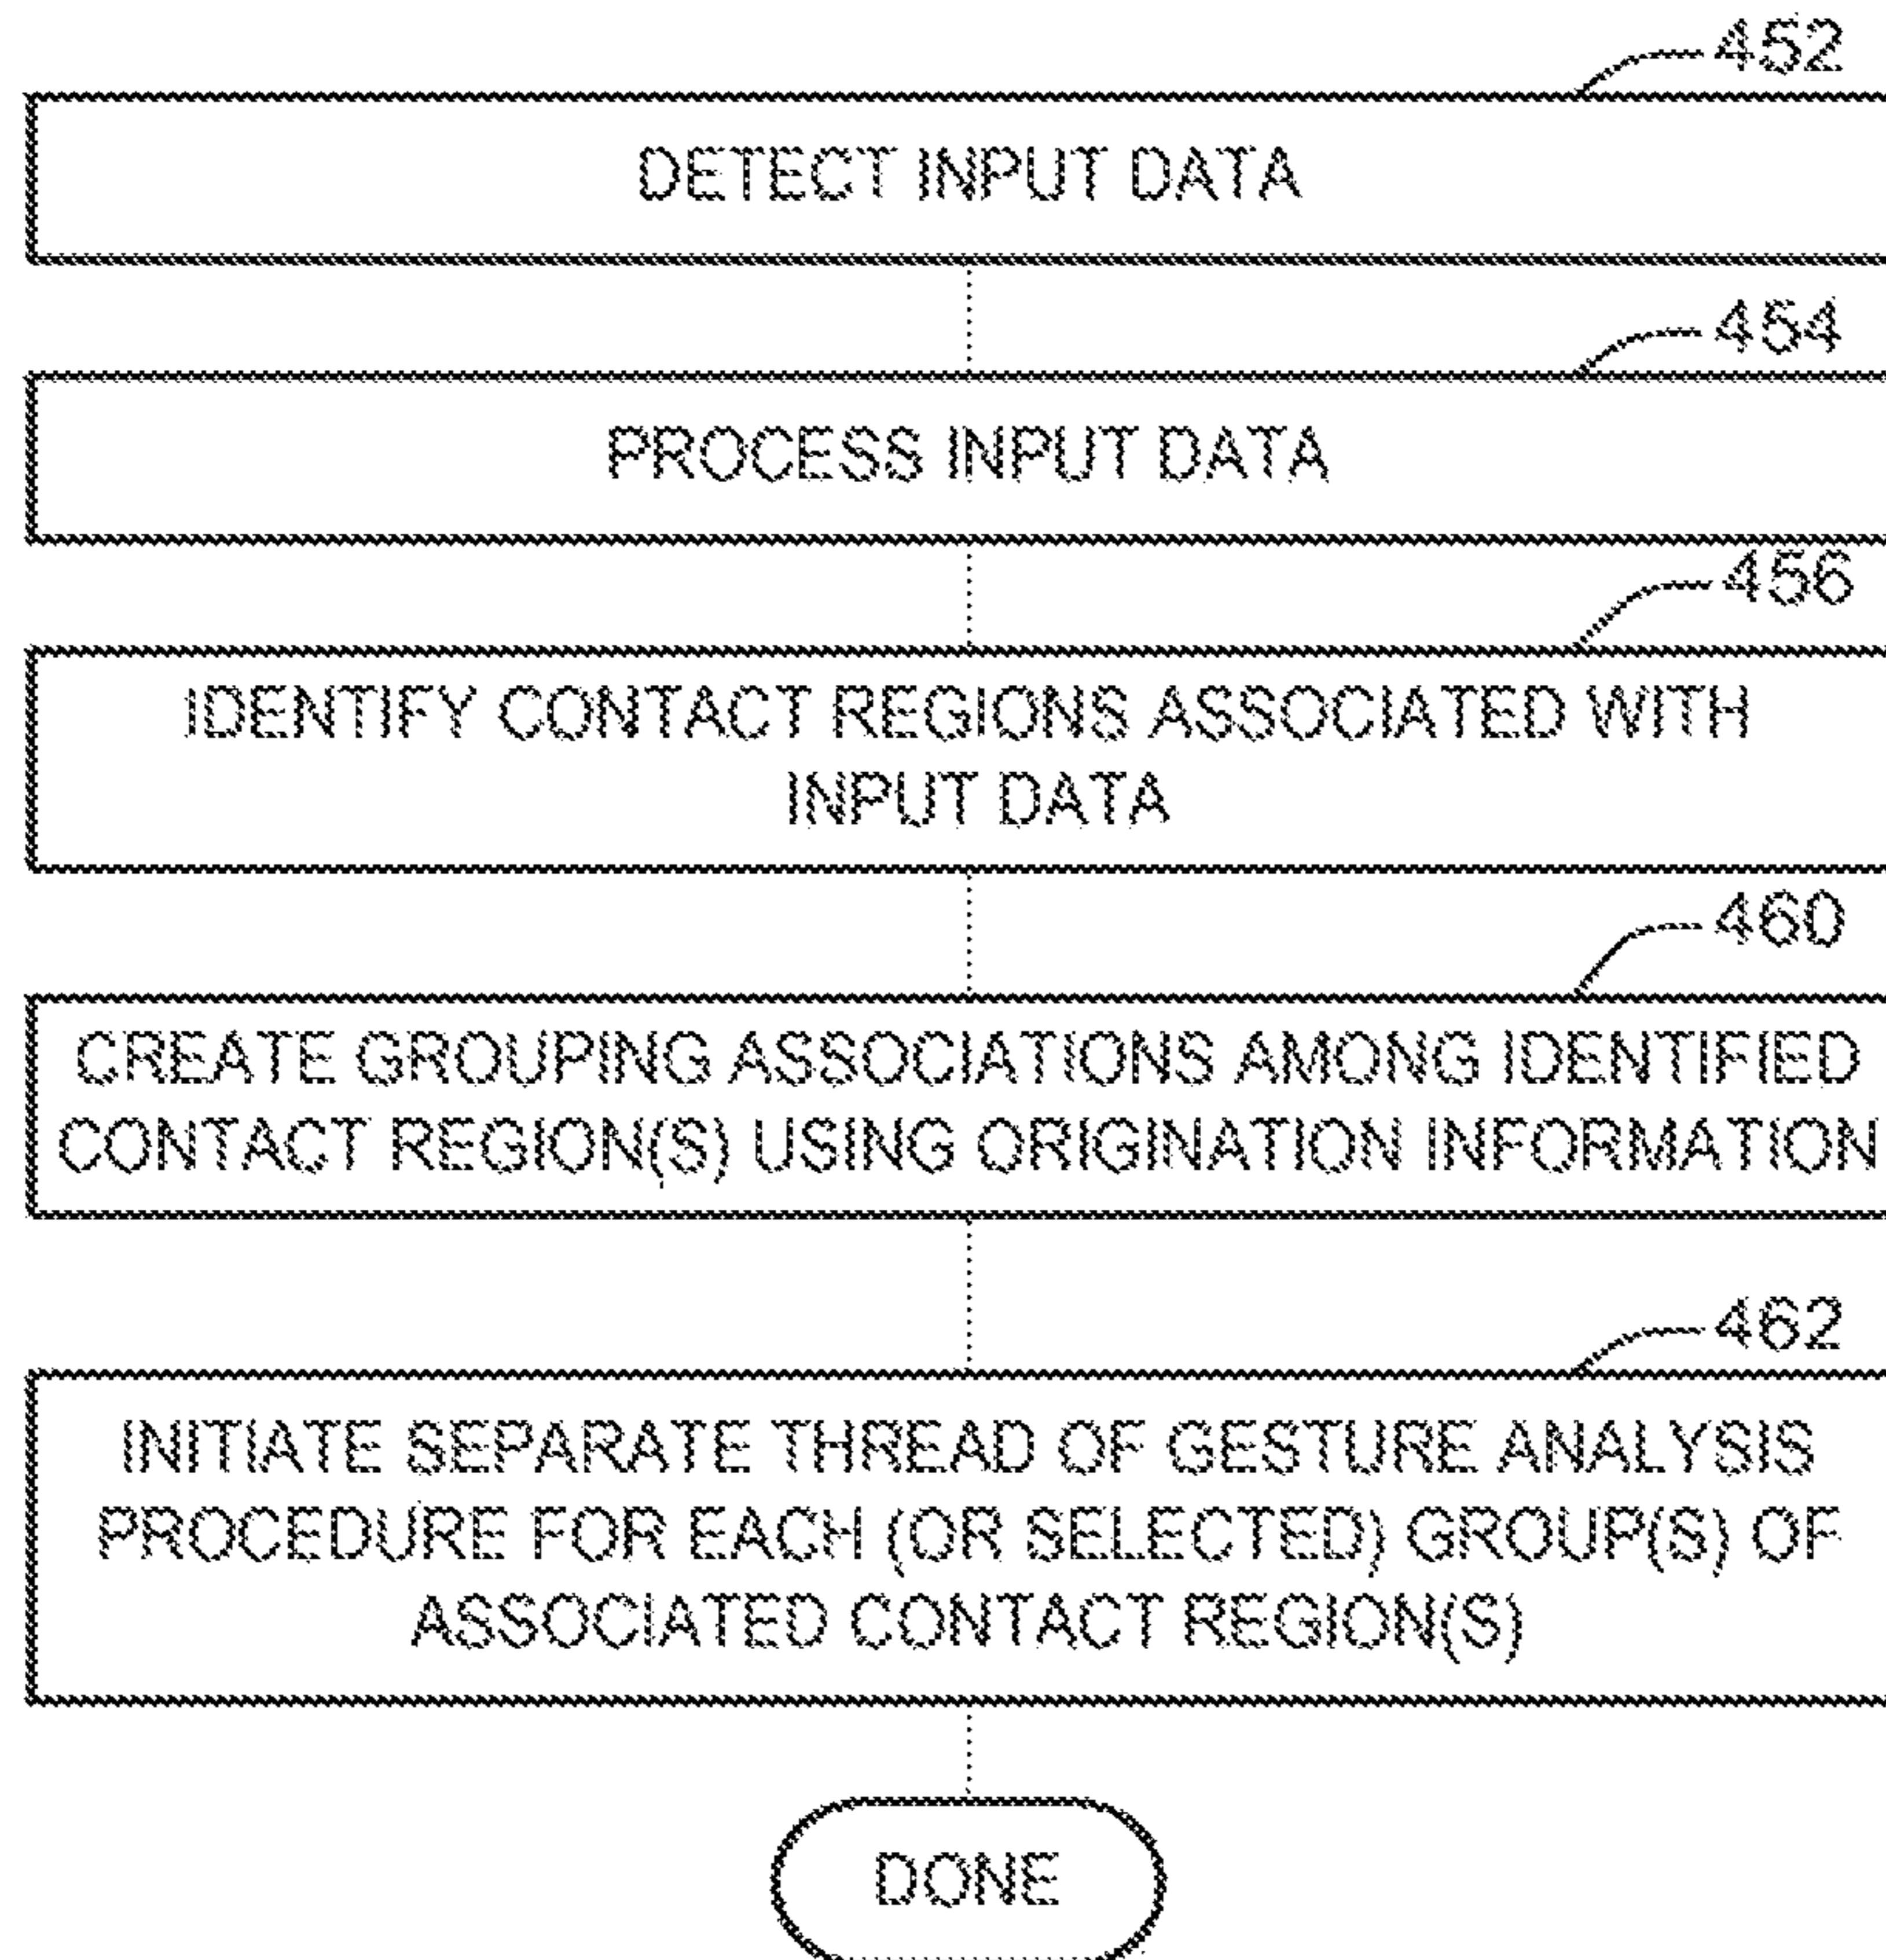 452
DETECT INPUT DATA
454
PROCESS INPUT DATA
456
IDENTIFY CONTACT REGIONS ASSOCIATED WITH
INPUT DATA
460
CREATE GROUPING ASSOCIATIONS AMONG IDENTIFIED
CONTACT REGION(S) USING ORIGINATION INFORMATION
462
INITIATE SEPARATE THREAD OF GESTURE ANALYSIS
PROCEDURE FOR EACH (OR SELECTED) GROUP(S) OF
ASSOCIATED CONTACT REGION(S)
DONE